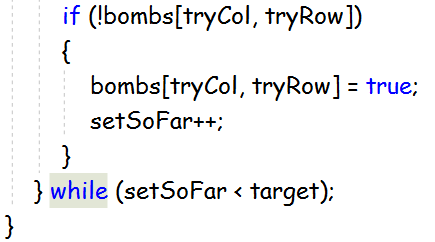 if (!bombs[tryCol, tryRow])
{
bombs[tryCol, tryRow] = true;
setSoFar++;
}
} while (setSoFar < target);
}